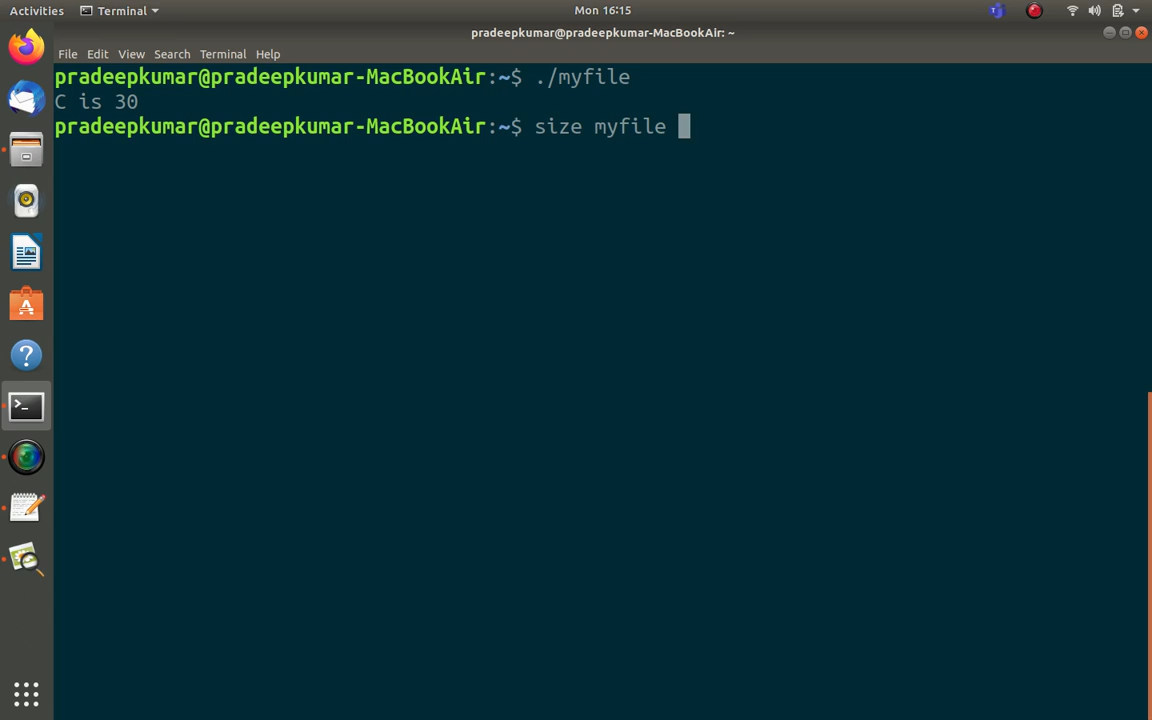 Activities Terminal Mon 16:15
pradeepkumar@pradeepkumar-MacBookAir: ~
File Edit View Search Terminal Help
pradeepkumar@pradeepkumar-MacBookAir:~$ ./myfile
C is 30
pradeepkumar@pradeepkumar-MacBookAir:~$ size myfile